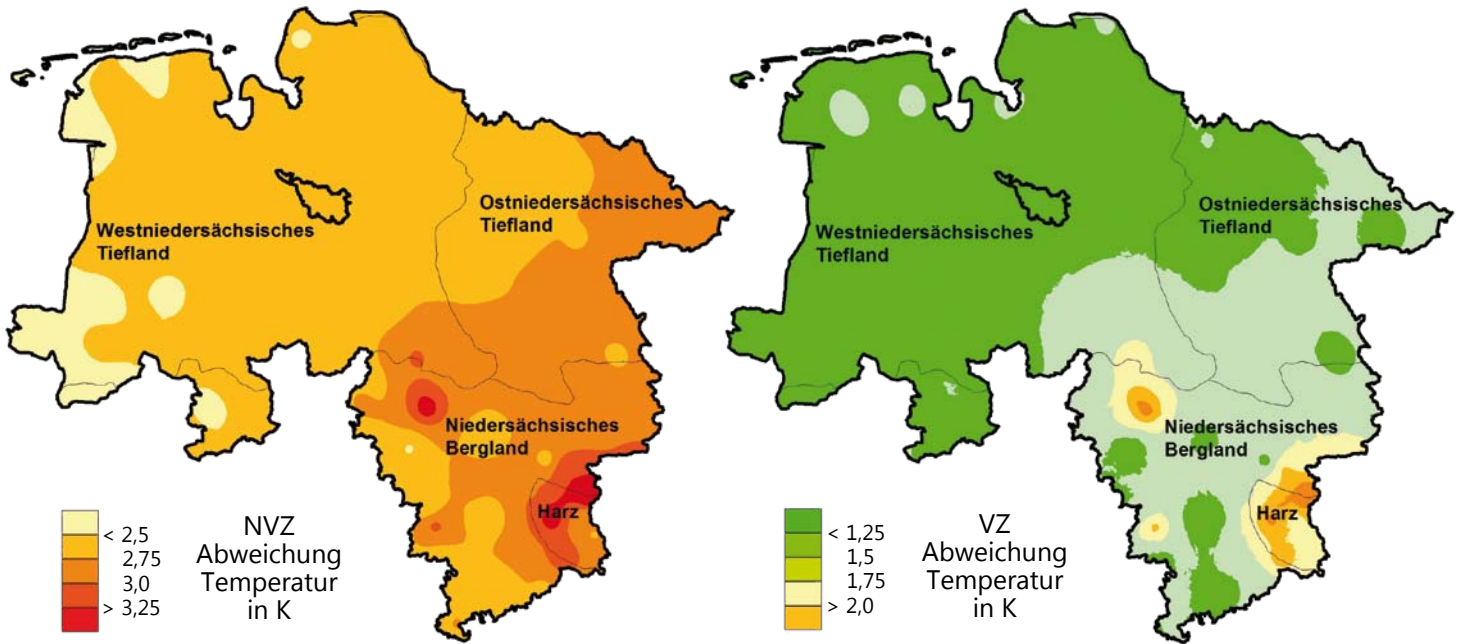 Ostniedersächsisches
Tiefland
Westniedersächsisches
Tiefland
Niedersächsisches
Bergland
Harz
NVZ
Abweichung
Temperatur
in K
< 2,5
2,75
3,0
> 3,25
Ostniedersächsisches
Tiefland
Westniedersächsisches
Tiefland
Niedersächsisches
Bergland
Harz
VZ
Abweichung
Temperatur
in K
< 1,25
1,5
1,75
> 2,0